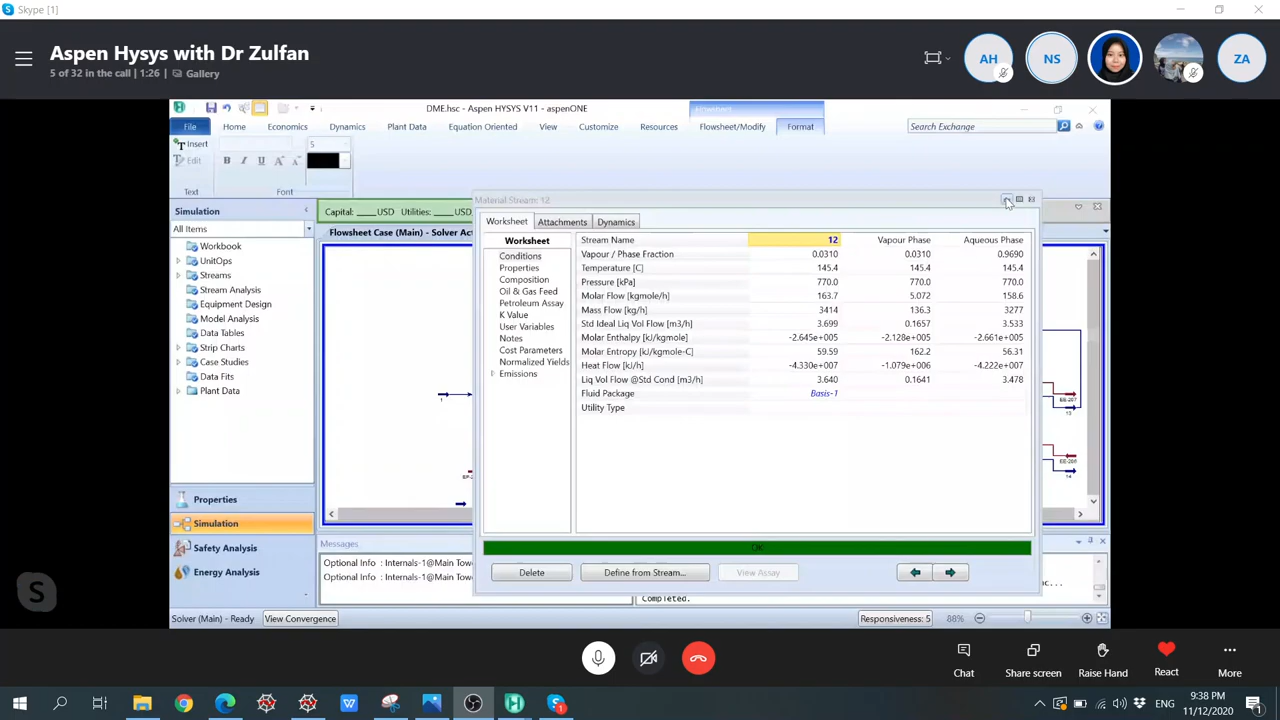 Skype [1]
Aspen Hysys with Dr Zulfan
5 of 32 in the call | 1:26 | Gallery
AH
NS
ZA
DME.hsc - Aspen HYSYS V11 - aspenONE
File
Home
Economics
Dynamics
Plant Data
Equation Oriented
View
Customize
Resources
Flowsheet/Modify
Format
Search Exchange
Insert
Edit
S
B I U A A
Text
Font
Simulation
All Items
Workbook
UnitOps
Streams
Stream Analysis
Equipment Design
Model Analysis
Data Tables
Strip Charts
Case Studies
Data Fits
Plant Data
Properties
Simulation
Safety Analysis
Energy Analysis
Capital: ____USD Utilities: ____USD
Flowsheet Case (Main) - Solver Ac
1
13
14
Material Stream: 12
Worksheet
Attachments
Dynamics
Worksheet
Conditions
Properties
Composition
Oil & Gas Feed
Petroleum Assay
K Value
User Variables
Notes
Cost Parameters
Normalized Yields
Emissions
Stream Name 12 Vapour Phase Aqueous Phase
Vapour / Phase Fraction 0.0310 0.0310 0.9690
Temperature [C] 145.4 145.4 145.4
Pressure [kPa] 770.0 770.0 770.0
Molar Flow [kgmole/h] 163.7 5.072 158.6
Mass Flow [kg/h] 3414 136.3 3277
Std Ideal Liq Vol Flow [m3/h] 3.699 0.1657 3.533
Molar Enthalpy [kJ/kgmole] -2.645e+005 -2.128e+005 -2.661e+005
Molar Entropy [kJ/kgmole-C] 59.59 162.2 56.31
Heat Flow [kJ/h] -4.330e+007 -1.079e+006 -4.222e+007
Liq Vol Flow @Std Cond [m3/h] 3.640 0.1641 3.478
Fluid Package Basis-1
Utility Type
OK
Delete
Define from Stream...
View Assay
Messages
Optional Info : Internals-1@Main Tow
Optional Info : Internals-1@Main Tow
Completed.
Solver (Main) - Ready
View Convergence
Responsiveness: 5
88%
Chat
Share screen
Raise Hand
React
More
ENG
9:38 PM
11/12/2020